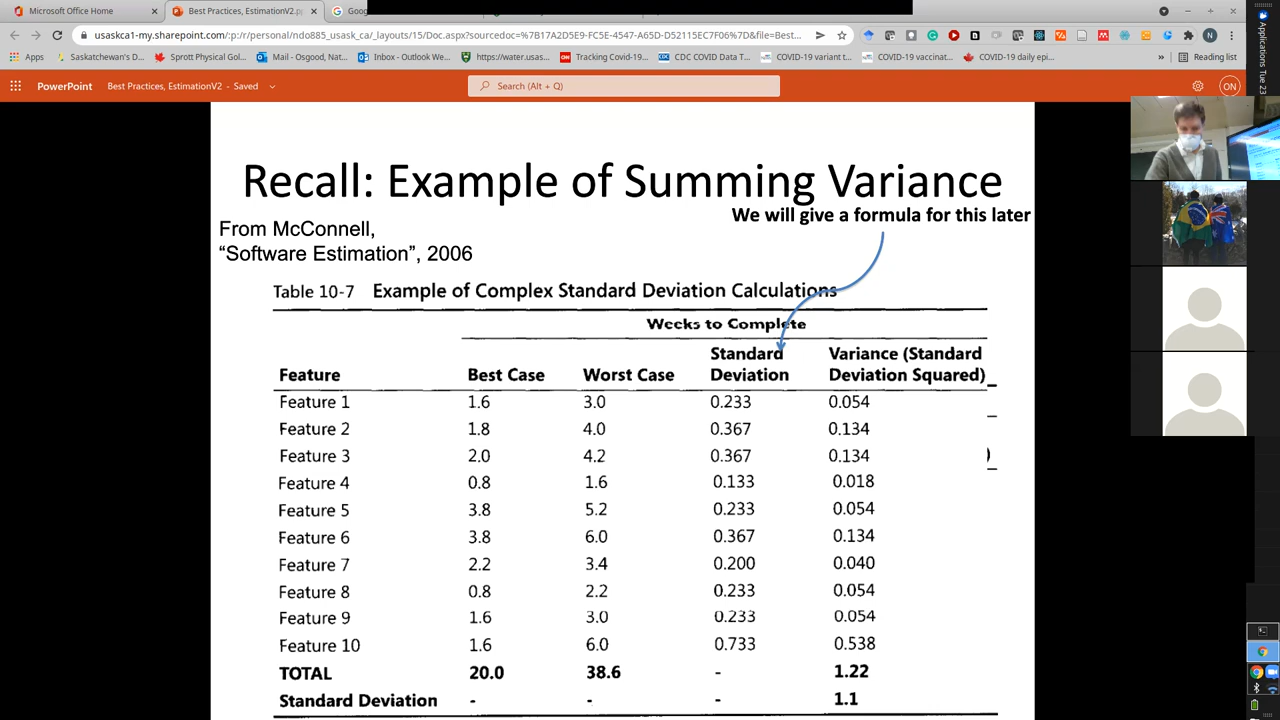 Microsoft Office Home
Best Practices, EstimationV2.p
Goog
usaskca1-my.sharepoint.com/:p:/r/personal/ndo885_usask_ca/_layouts/15/Doc.aspx?sourcedoc=%7B17A2D5E9-FC5E-4547-A65D-D52115EC7F06%7D&file=Best...
N
Apps
Saskatchewan's D...
Sprott Physical Gol...
Mail - Osgood, Nat...
Inbox - Outlook We...
https://water.usas...
Tracking Covid-19...
CDC COVID Data T...
COVID-19 variant t...
COVID-19 vaccinat...
COVID-19 daily epi...
»
Reading list
Applications
Tue 23
PowerPoint
Best Practices, EstimationV2 - Saved
Search (Alt + Q)
ON
Recall: Example of Summing Variance
We will give a formula for this later
From McConnell,
“Software Estimation”, 2006
Table 10-7 Example of Complex Standard Deviation Calculations
Weeks to Complete
Feature Best Case Worst Case Standard Deviation Variance (Standard Deviation Squared)
Feature 1 1.6 3.0 0.233 0.054
Feature 2 1.8 4.0 0.367 0.134
Feature 3 2.0 4.2 0.367 0.134
Feature 4 0.8 1.6 0.133 0.018
Feature 5 3.8 5.2 0.233 0.054
Feature 6 3.8 6.0 0.367 0.134
Feature 7 2.2 3.4 0.200 0.040
Feature 8 0.8 2.2 0.233 0.054
Feature 9 1.6 3.0 0.233 0.054
Feature 10 1.6 6.0 0.733 0.538
TOTAL 20.0 38.6 - 1.22
Standard Deviation - - - 1.1